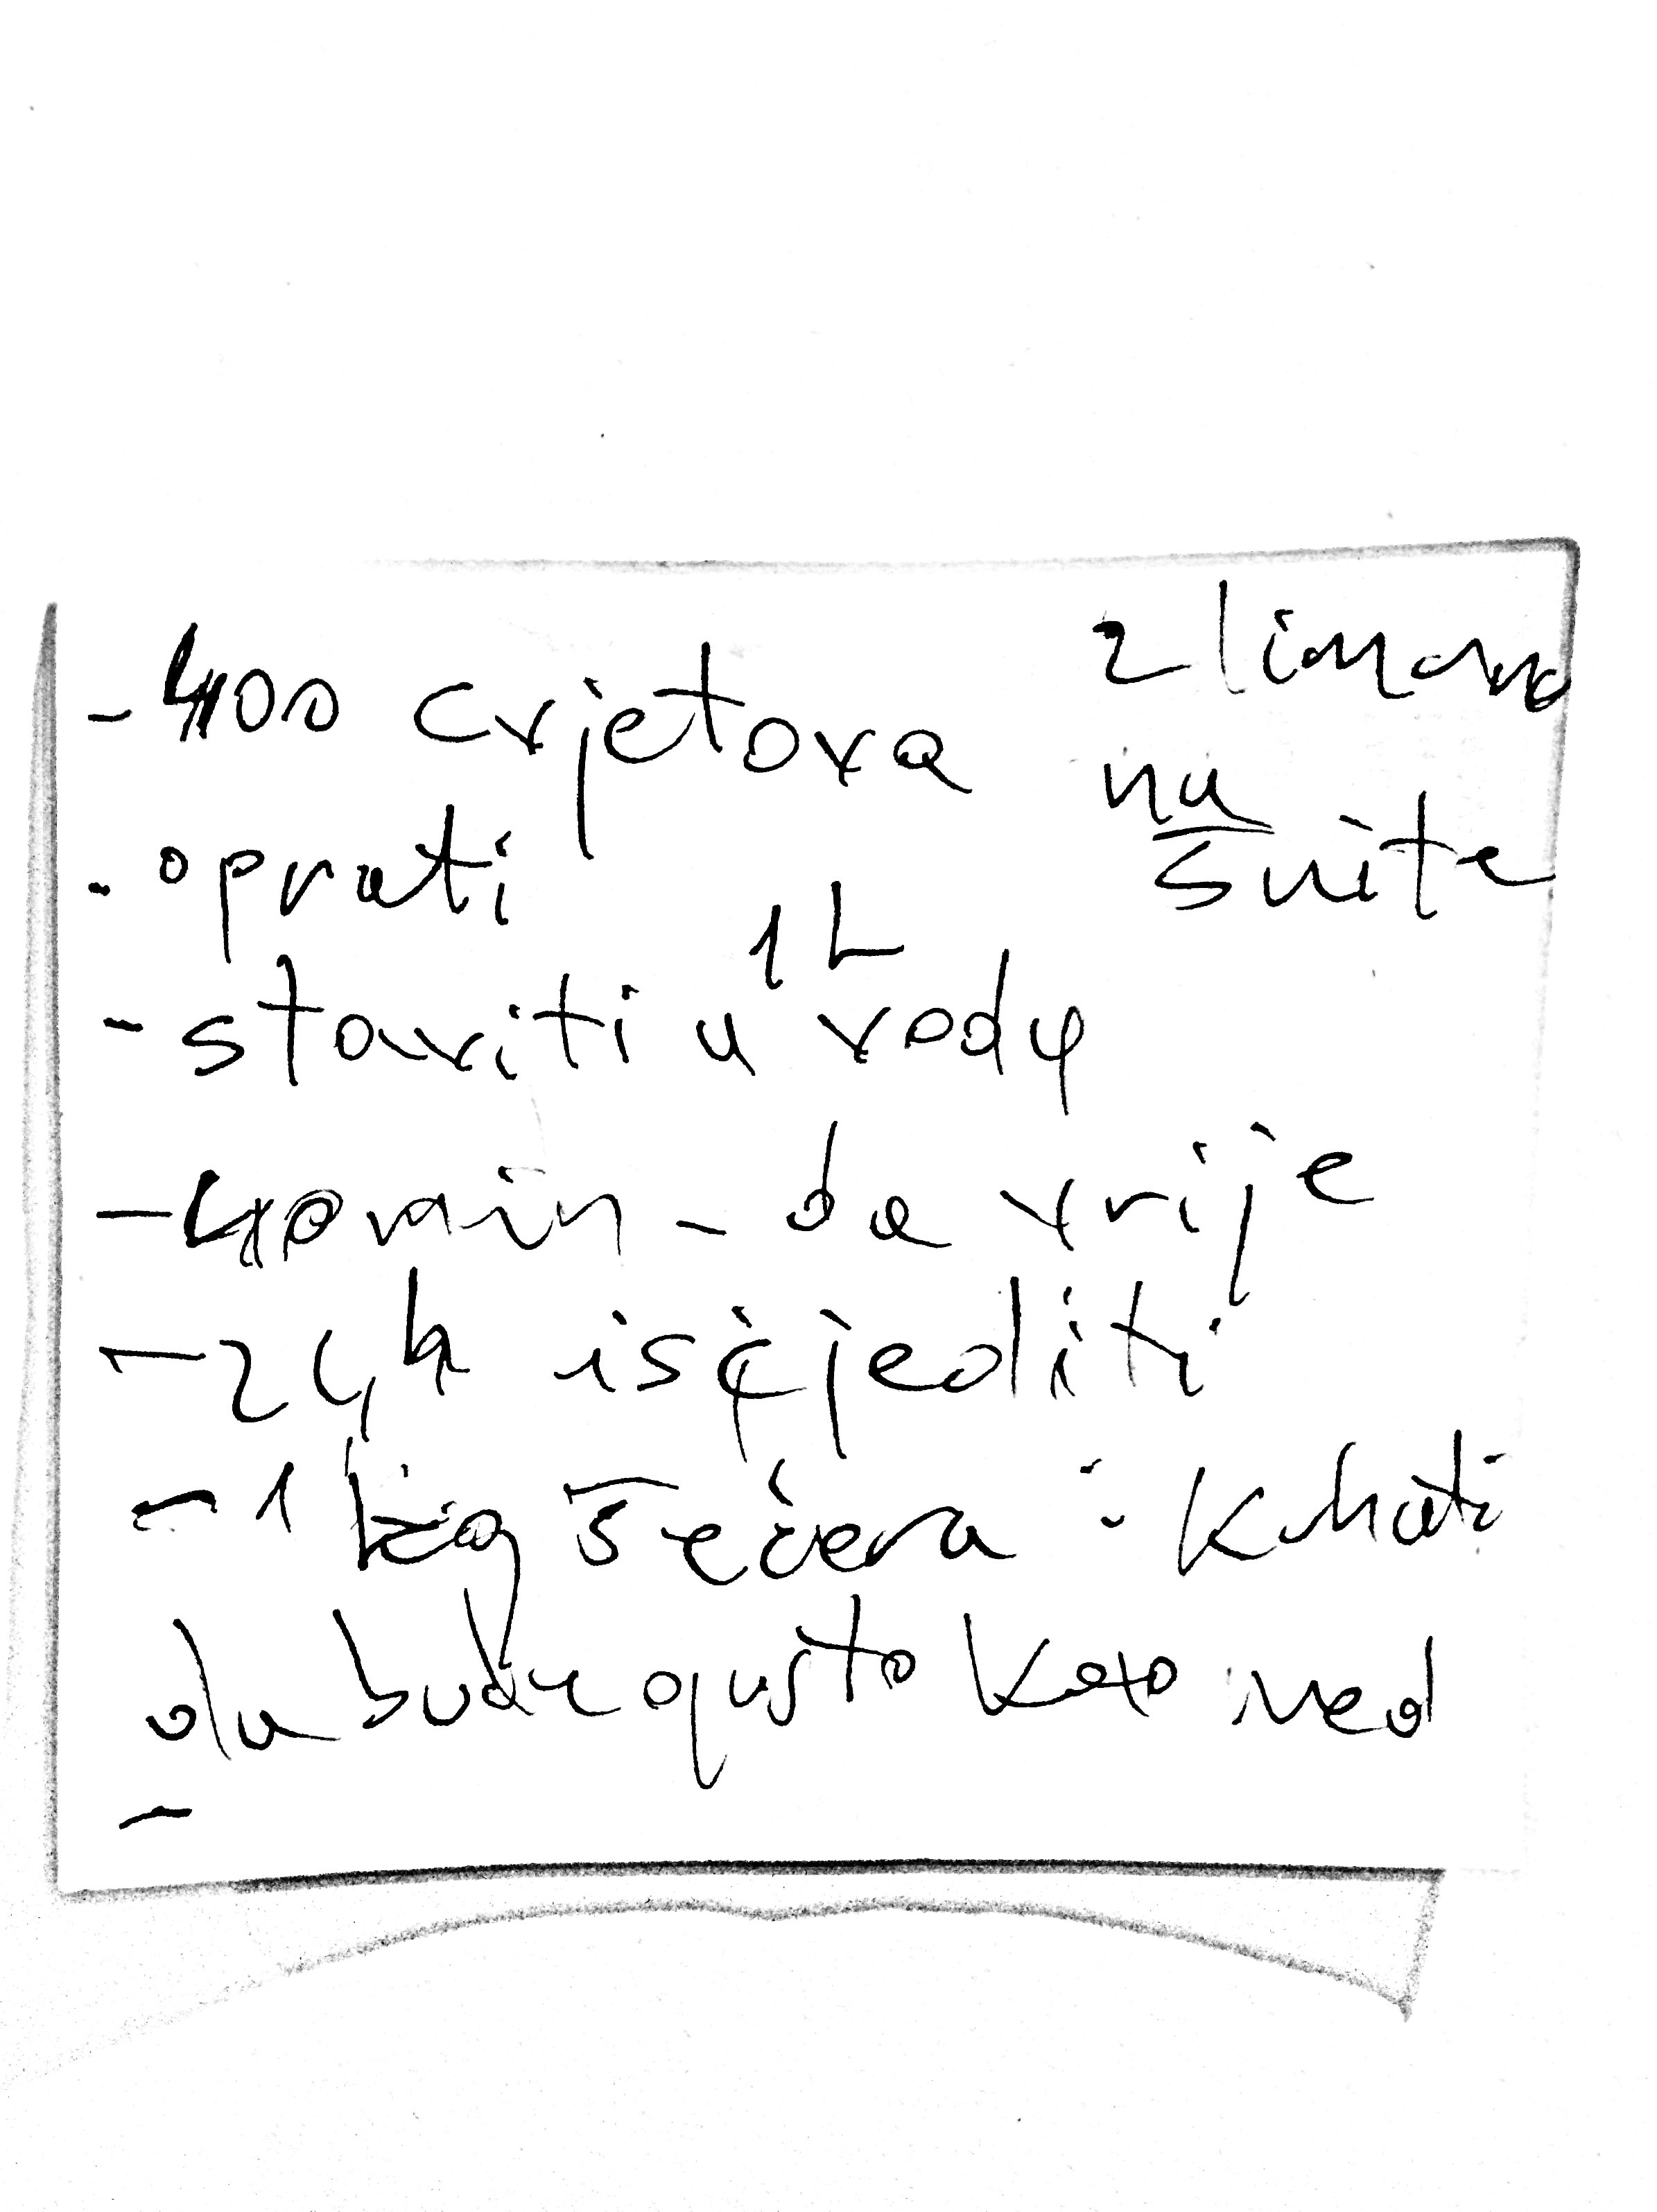 - 400 cvjetova
2 limuna
na
šnite
- oprati
- staviti u 1L vodu
- 40 min - da vrije
- 24h iscjediti
- 1 kg šećera i kuhati
da bude gusto kao med
-